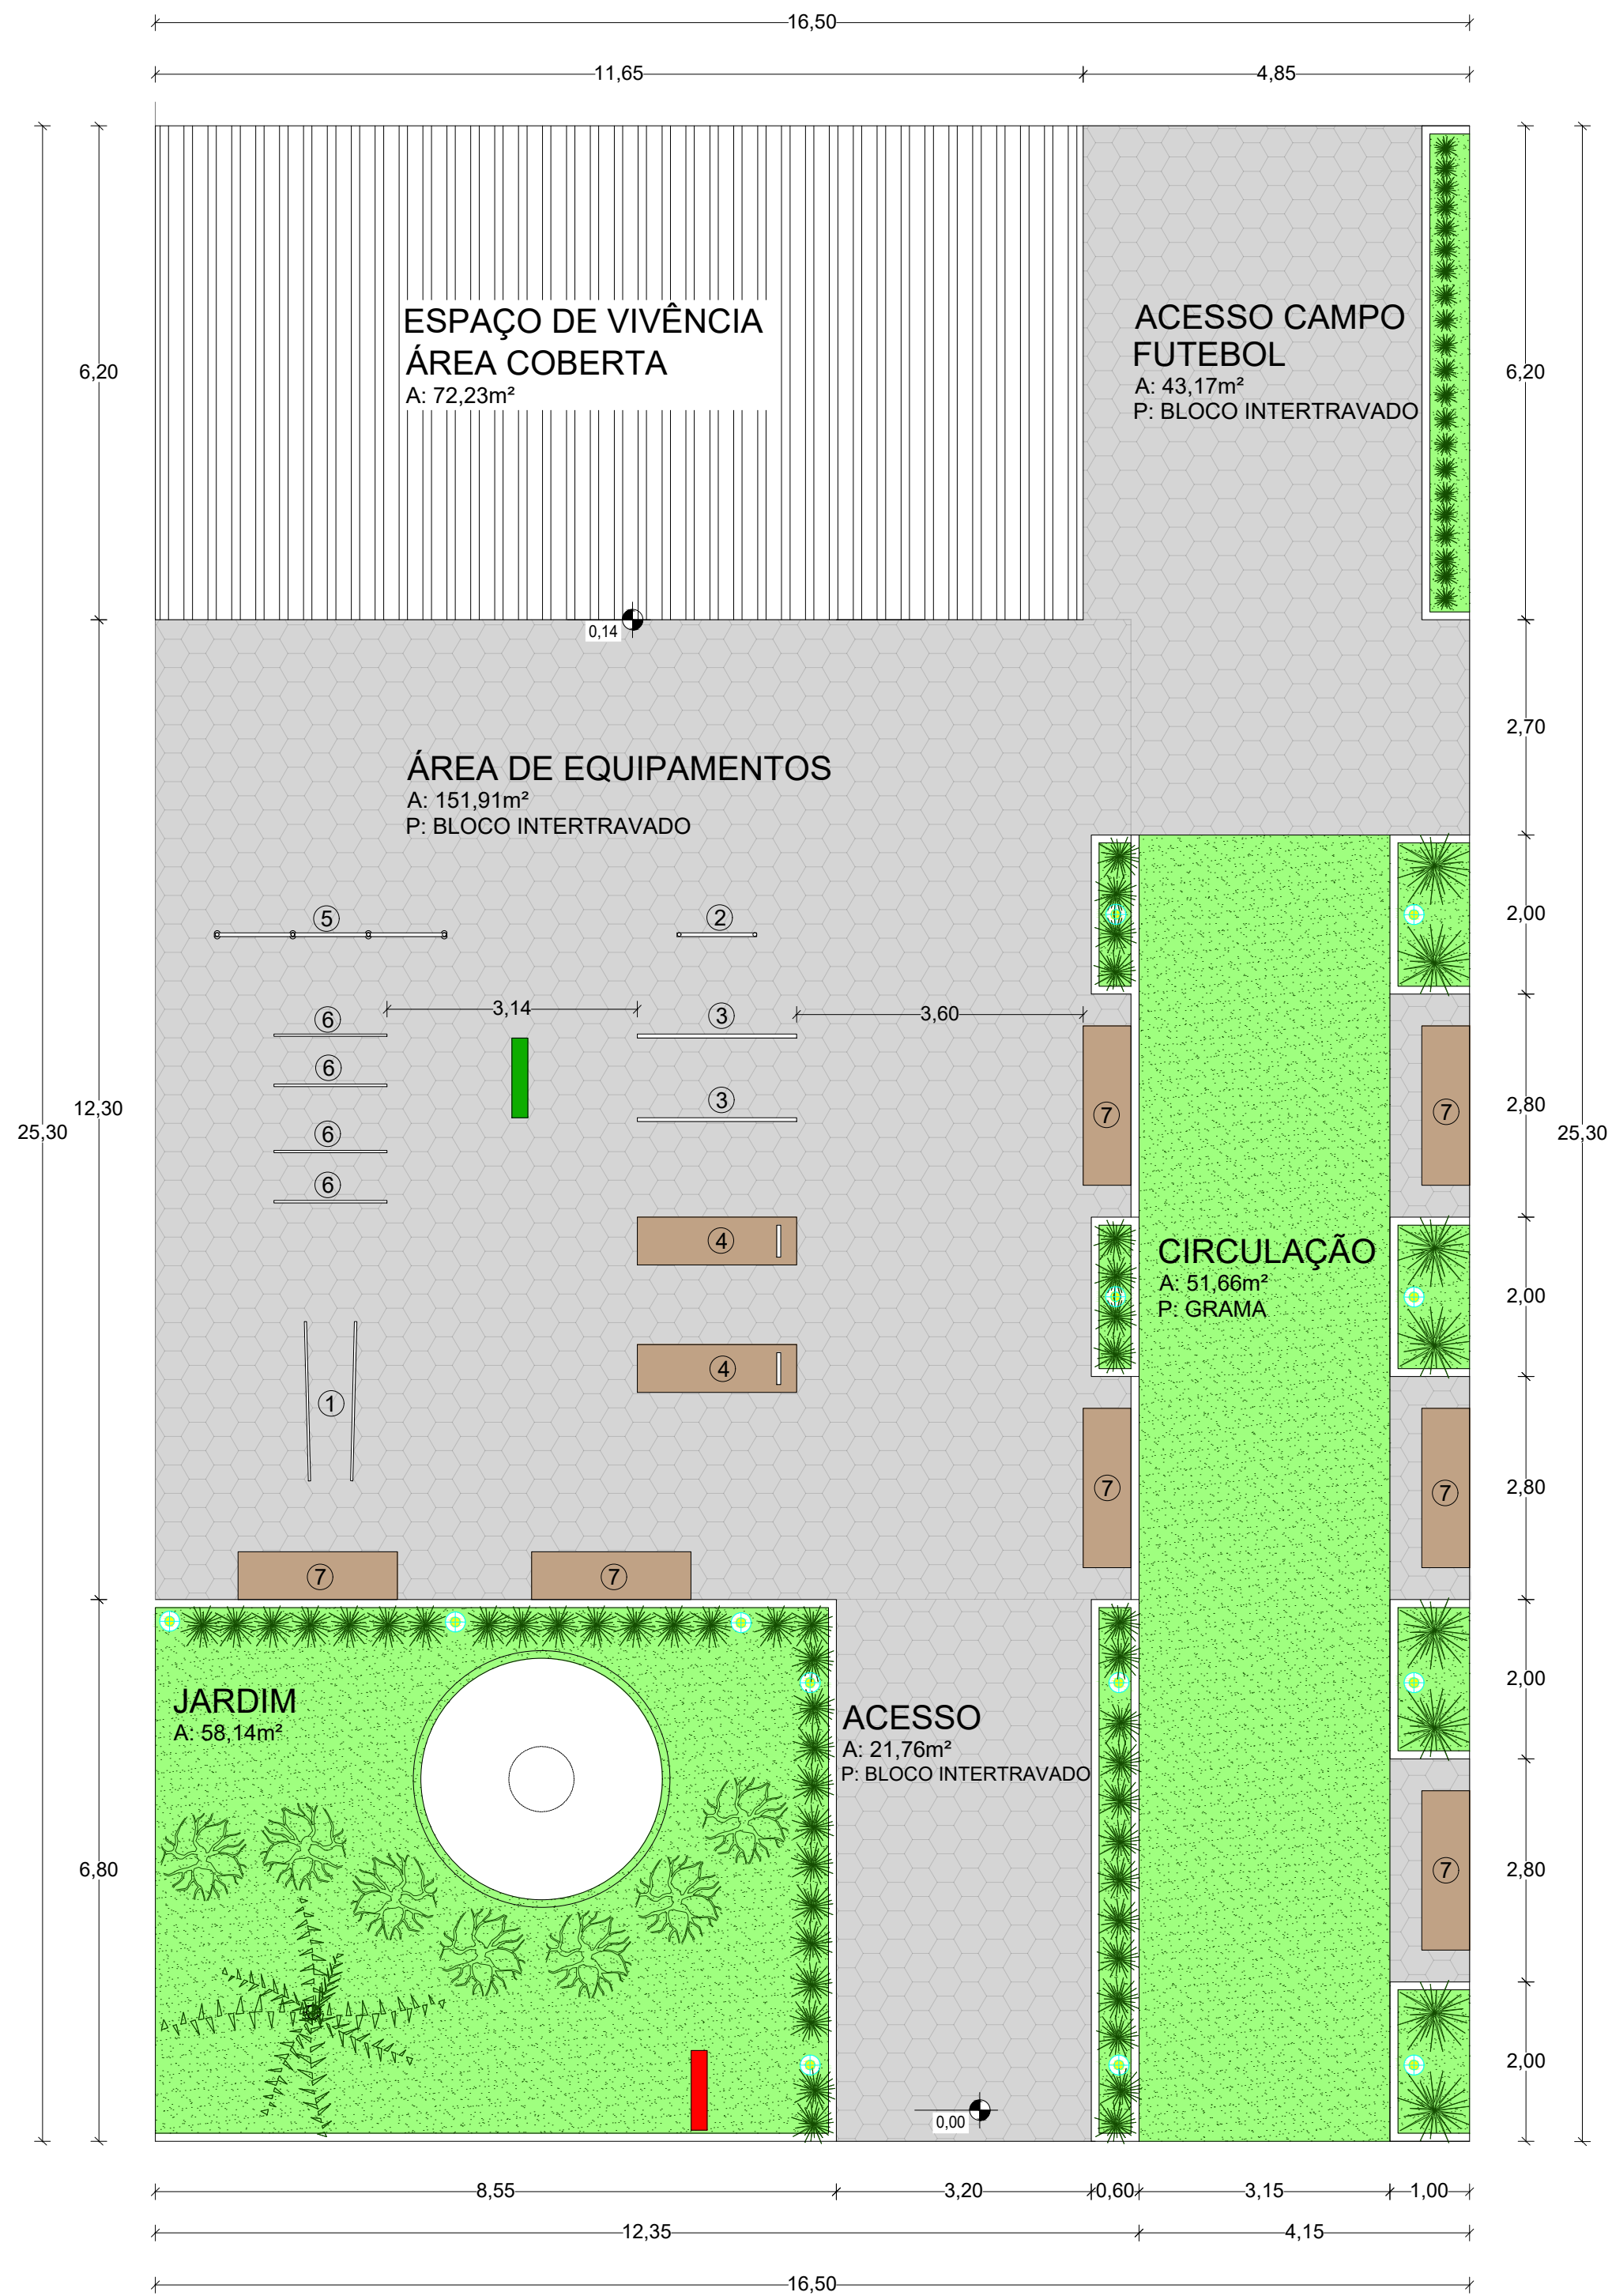 16,50
11,65
4,85
ESPAÇO DE VIVÊNCIA
ÁREA COBERTA
A: 72,23m²
ACESSO CAMPO
FUTEBOL
A: 43,17m²
P: BLOCO INTERTRAVADO
6,20
6,20
0,14
2,70
ÁREA DE EQUIPAMENTOS
A: 151,91m²
P: BLOCO INTERTRAVADO
5
2
2,00
3,14
3,60
6
3
6
3
6
6
7
7
2,80
12,30
25,30
25,30
4
4
CIRCULAÇÃO
A: 51,66m²
P: GRAMA
2,00
1
7
7
2,80
7
7
JARDIM
A: 58,14m²
ACESSO
A: 21,76m²
P: BLOCO INTERTRAVADO
2,00
6,80
7
2,80
2,00
0,00
8,55
3,20
0,60
3,15
1,00
12,35
4,15
16,50